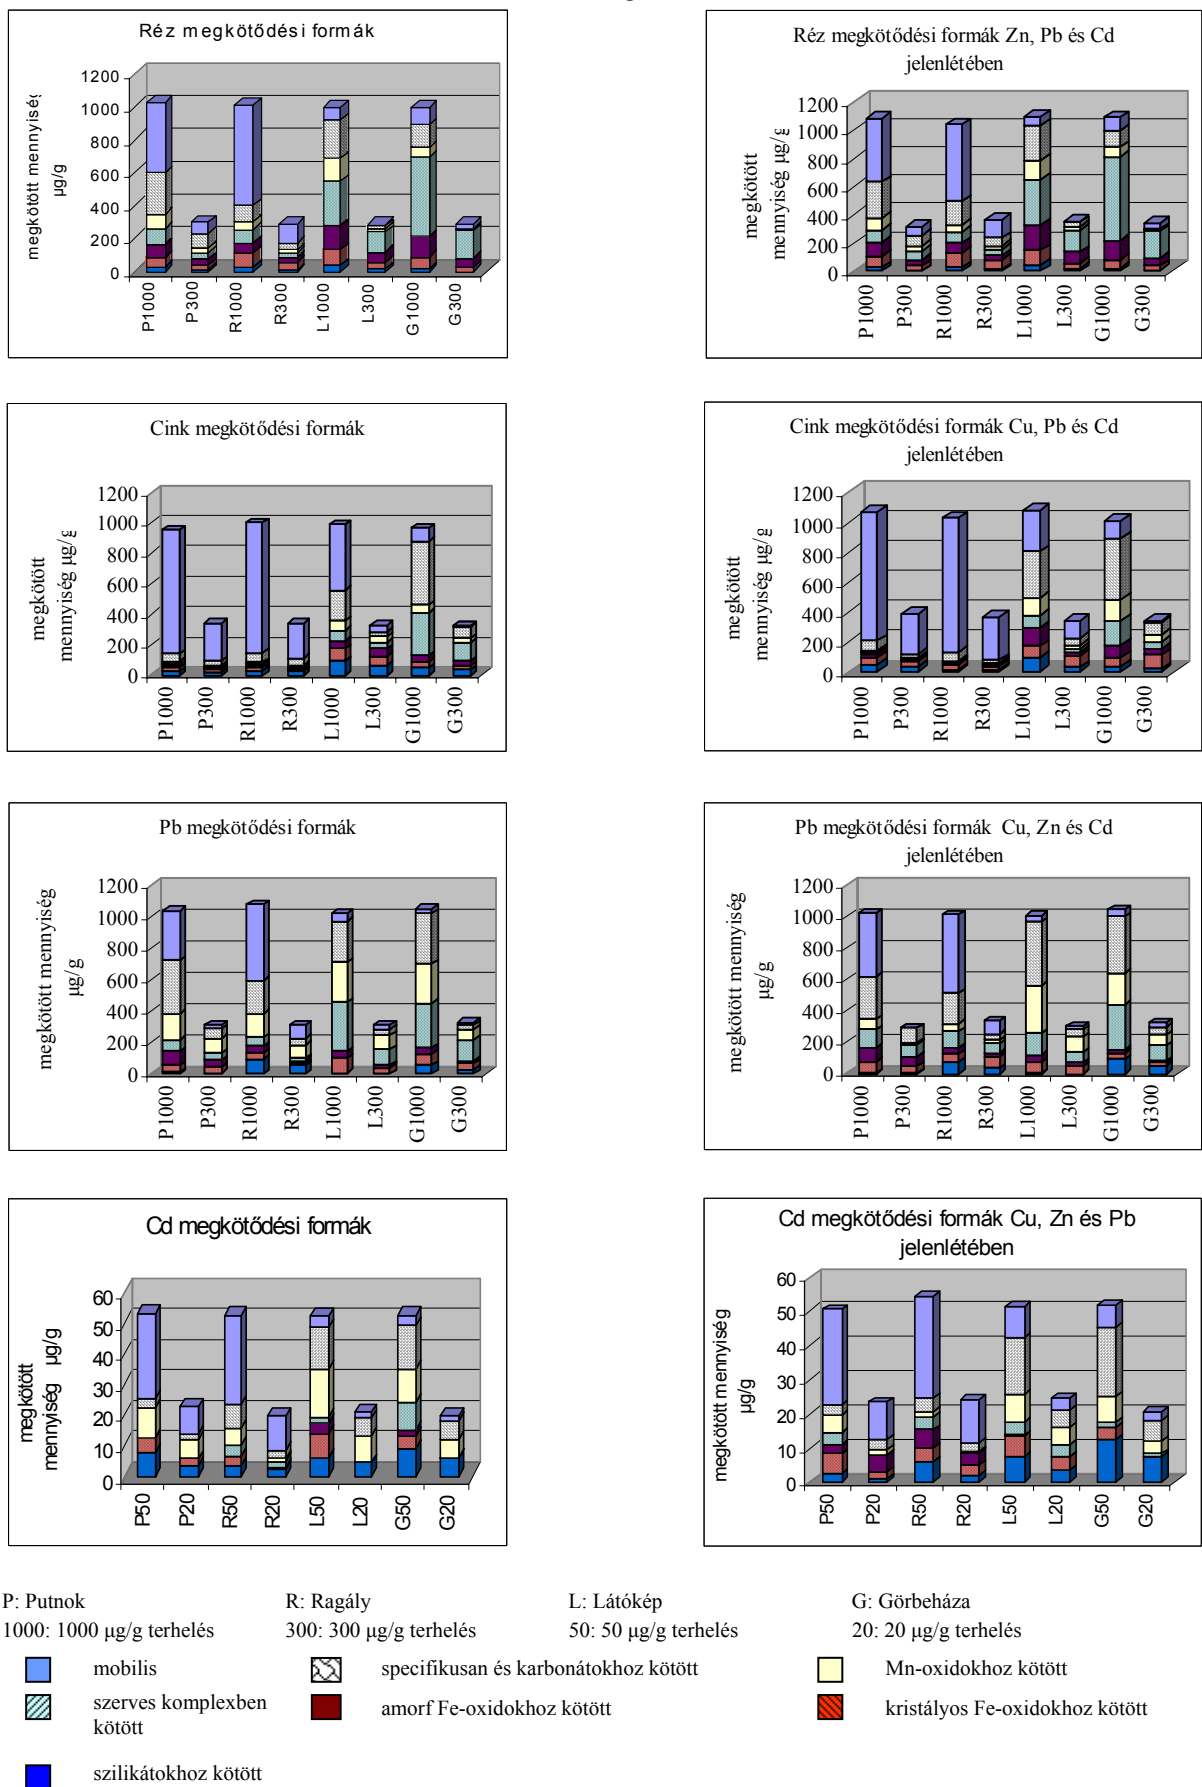 Réz megkötődési formák
megkötött mennyiség
µg/g
1200
1000
800
600
400
200
0
P1000
P300
R1000
R300
L1000
L300
G1000
G300
Réz megkötődési formák Zn, Pb és Cd
jelenlétében
megkötött
mennyiség µg/g
1200
1000
800
600
400
200
0
P1000
P300
R1000
R300
L1000
L300
G1000
G300
Cink megkötődési formák
megkötött
mennyiség µg/g
1200
1000
800
600
400
200
0
P1000
P300
R1000
R300
L1000
L300
G1000
G300
Cink megkötődési formák Cu, Pb és Cd
jelenlétében
megkötött
mennyiség µg/g
1200
1000
800
600
400
200
0
P1000
P300
R1000
R300
L1000
L300
G1000
G300
Pb megkötődési formák
megkötött mennyiség
µg/g
1200
1000
800
600
400
200
0
P1000
P300
R1000
R300
L1000
L300
G1000
G300
Pb megkötődési formák Cu, Zn és Cd
jelenlétében
megkötött mennyiség
µg/g
1200
1000
800
600
400
200
0
P1000
P300
R1000
R300
L1000
L300
G1000
G300
Cd megkötődési formák
megkötött
mennyiség µg/g
60
50
40
30
20
10
0
P50
P20
R50
R20
L50
L20
G50
G20
Cd megkötődési formák Cu, Zn és Pb
jelenlétében
megkötött mennyiség
µg/g
60
50
40
30
20
10
0
P50
P20
R50
R20
L50
L20
G50
G20
P: Putnok R: Ragály L: Látókép G: Görbeháza
1000: 1000 µg/g terhelés 300: 300 µg/g terhelés 50: 50 µg/g terhelés 20: 20 µg/g terhelés
mobilis specifikusan és karbonátokhoz kötött Mn-oxidokhoz kötött
szerves komplexben
kötött
amorf Fe-oxidokhoz kötött kristályos Fe-oxidokhoz kötött
szilikátokhoz kötött